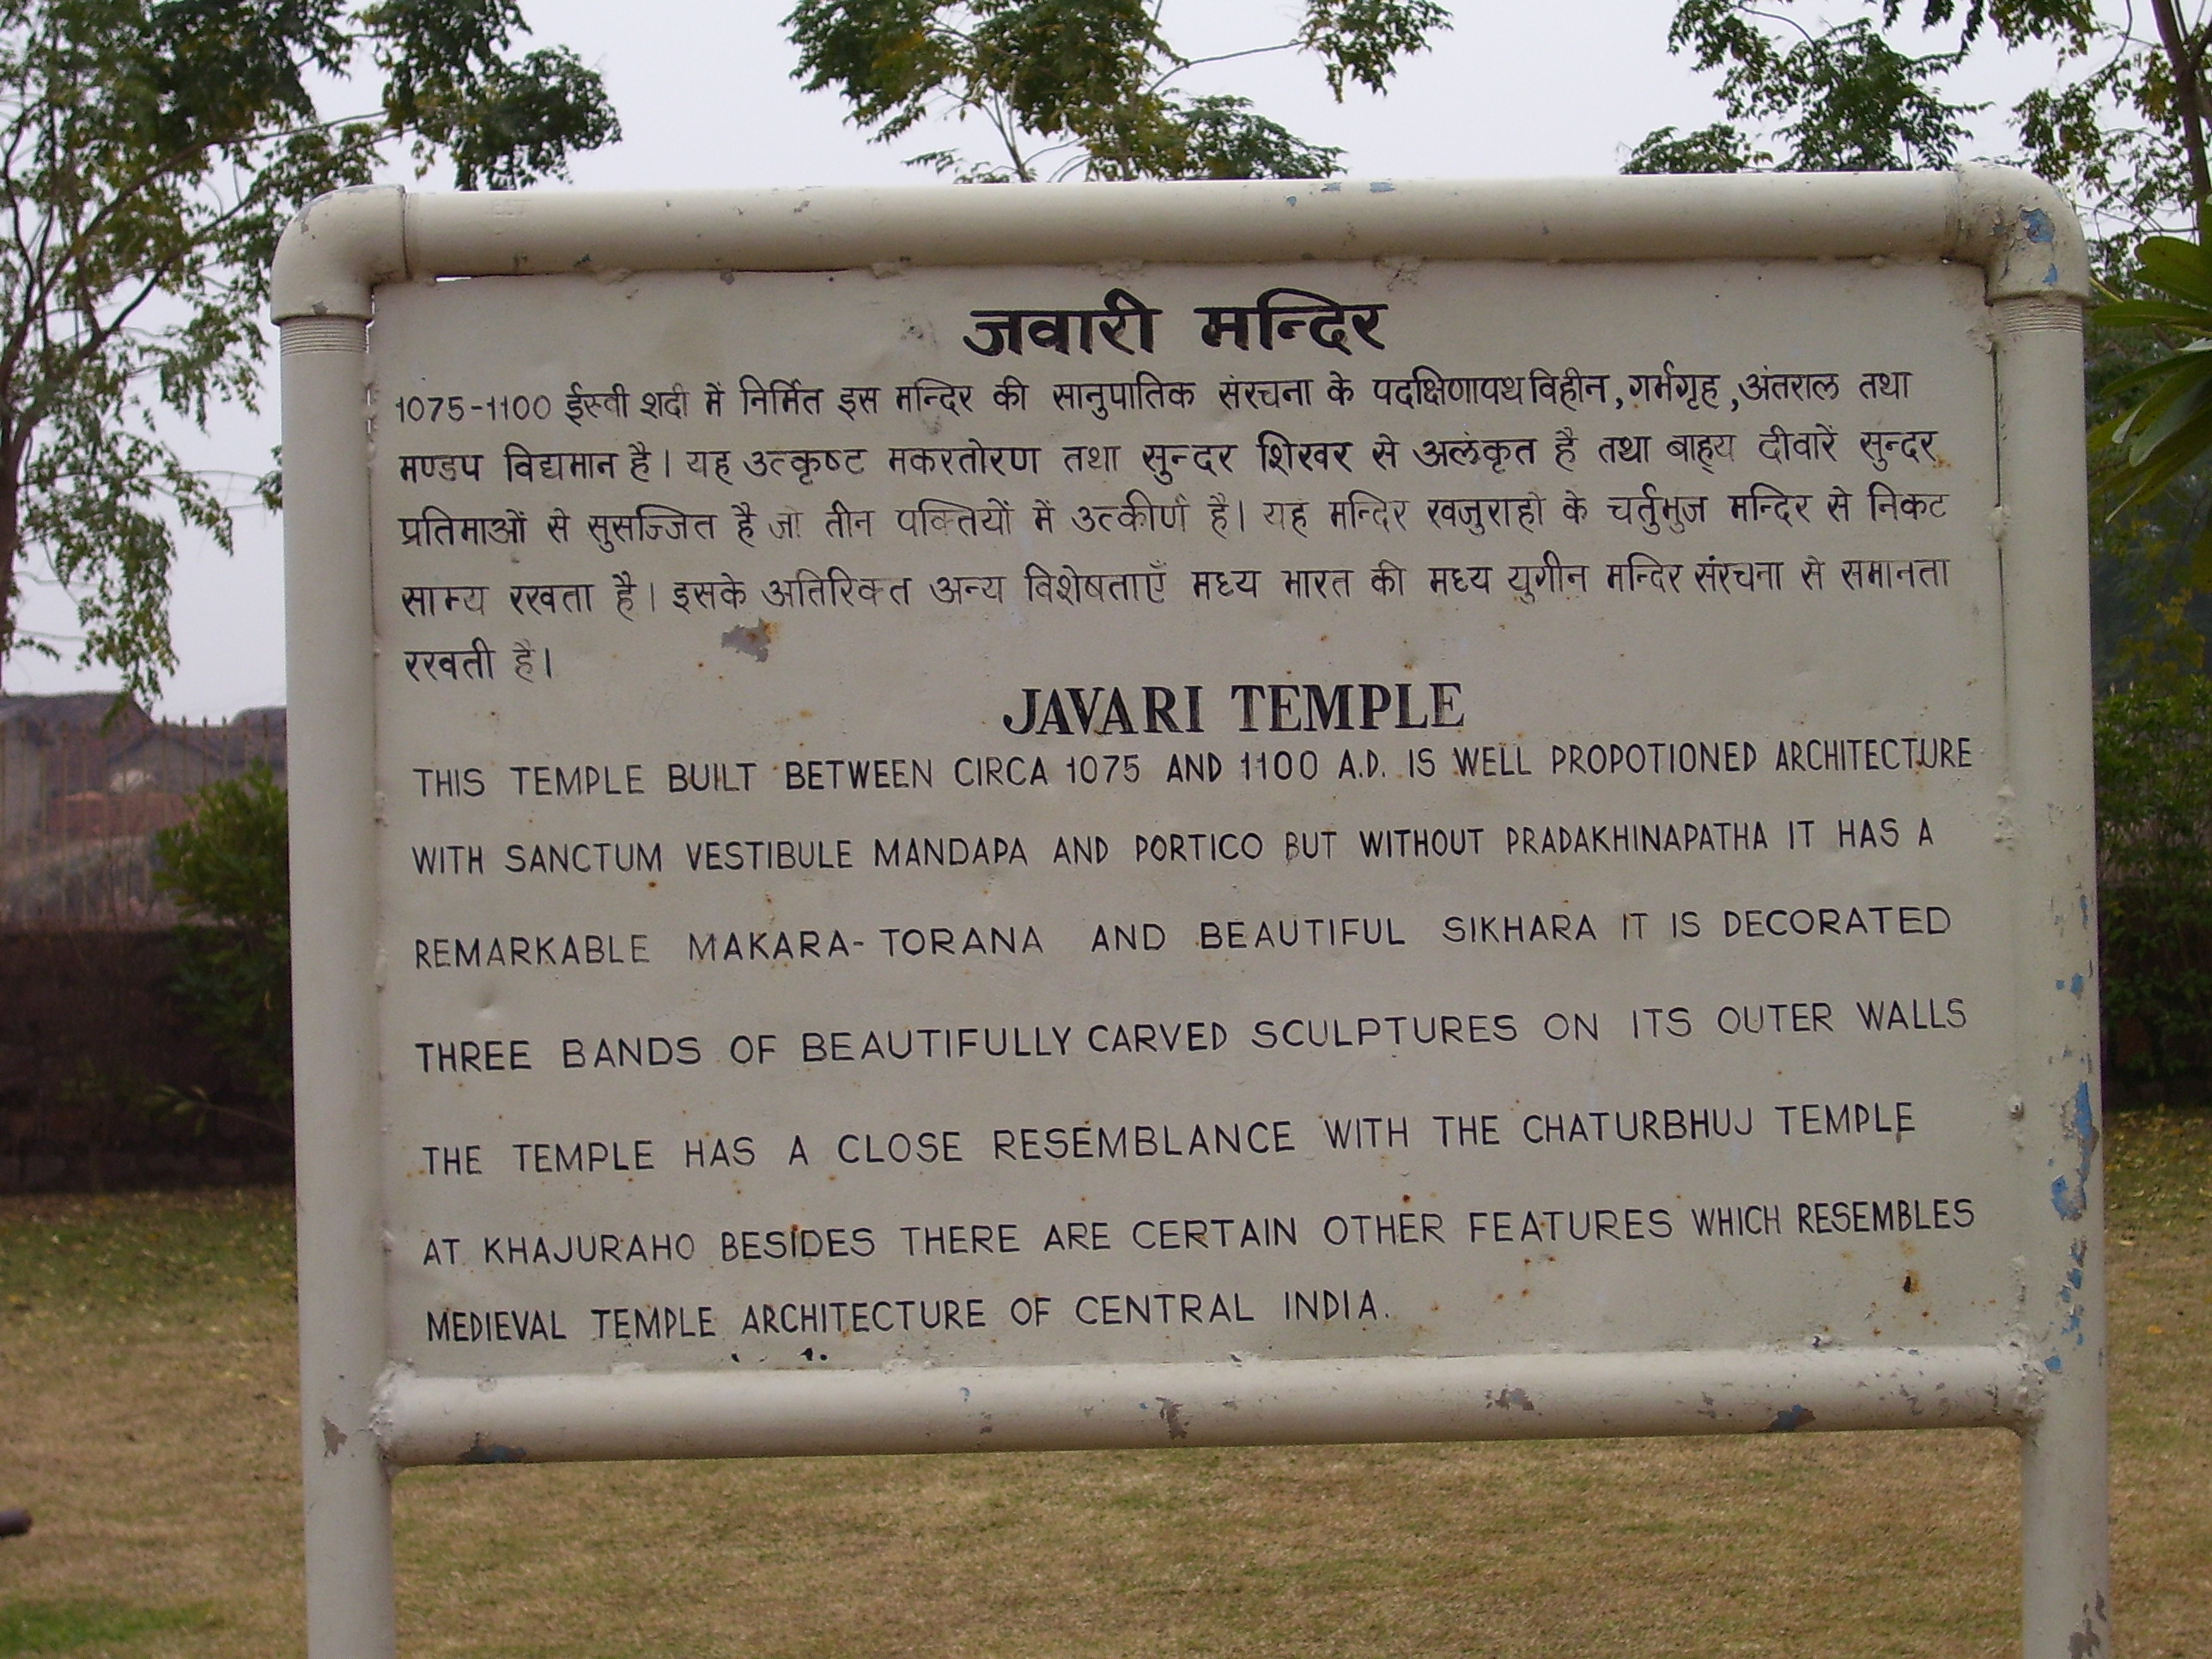 जवारी मन्दिर
1075-1100 ईस्वी शदी में निर्मित इस मन्दिर की सानुपातिक संरचना के पदक्षिणापथ विहीन, गर्मगृह, अंतराल तथा
मण्डप विद्यमान है। यह उत्कृष्ट मकरतोरण तथा सुन्दर शिखर से अलंकृत है तथा बाह्य दीवारें सुन्दर
प्रतिमाओं से सुसज्जित है जो तीन पक्तियों में उत्कीर्ण है। यह मन्दिर खजुराहो के चर्तुभुज मन्दिर से निकट
साम्य रखता है। इसके अतिरिक्त अन्य विशेषताएँ मध्य भारत की मध्य युगीन मन्दिर संरचना से समानता
रखती है।
JAVARI TEMPLE
THIS TEMPLE BUILT BETWEEN CIRCA 1075 AND 1100 A.D. IS WELL PROPOTIONED ARCHITECTURE
WITH SANCTUM VESTIBULE MANDAPA AND PORTICO BUT WITHOUT PRADAKHINAPATHA IT HAS A
REMARKABLE MAKARA-TORANA AND BEAUTIFUL SIKHARA IT IS DECORATED
THREE BANDS OF BEAUTIFULLY CARVED SCULPTURES ON ITS OUTER WALLS
THE TEMPLE HAS A CLOSE RESEMBLANCE WITH THE CHATURBHUJ TEMPLE
AT KHAJURAHO BESIDES THERE ARE CERTAIN OTHER FEATURES WHICH RESEMBLES
MEDIEVAL TEMPLE ARCHITECTURE OF CENTRAL INDIA.